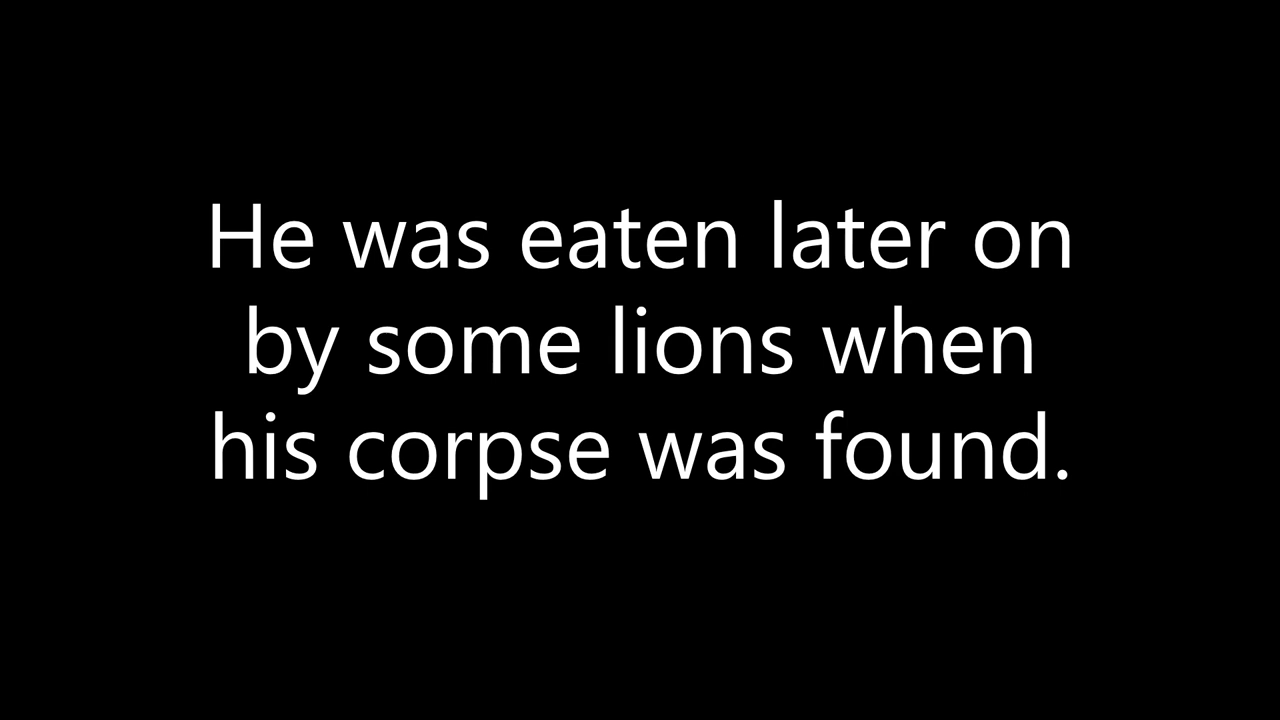 He was eaten later on
by some lions when
his corpse was found.